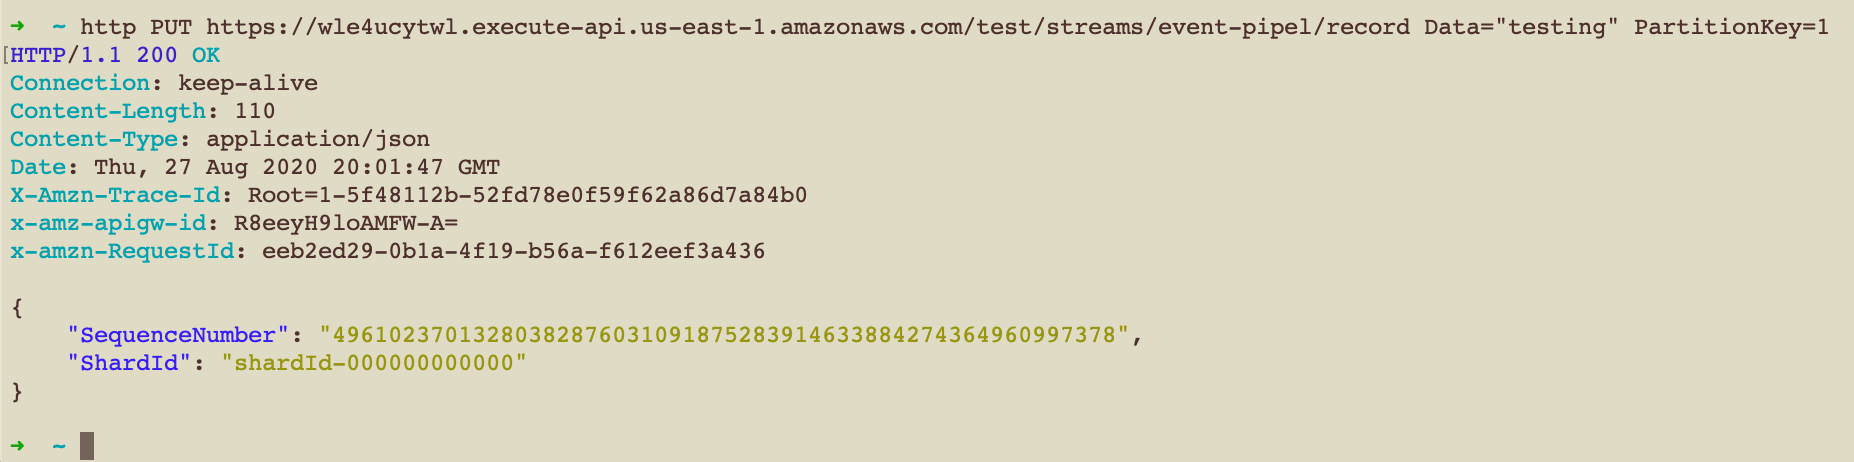 ➜ ~ http PUT https://wle4ucytwl.execute-api.us-east-1.amazonaws.com/test/streams/event-pipel/record Data="testing" PartitionKey=1
[HTTP/1.1 200 OK
Connection: keep-alive
Content-Length: 110
Content-Type: application/json
Date: Thu, 27 Aug 2020 20:01:47 GMT
X-Amzn-Trace-Id: Root=1-5f48112b-52fd78e0f59f62a86d7a84b0
x-amz-apigw-id: R8eeyH9loAMFW-A=
x-amzn-RequestId: eeb2ed29-0b1a-4f19-b56a-f612eef3a436
{
"SequenceNumber": "49610237013280382876031091875283914633884274364960997378",
"ShardId": "shardId-000000000000"
}
➜ ~